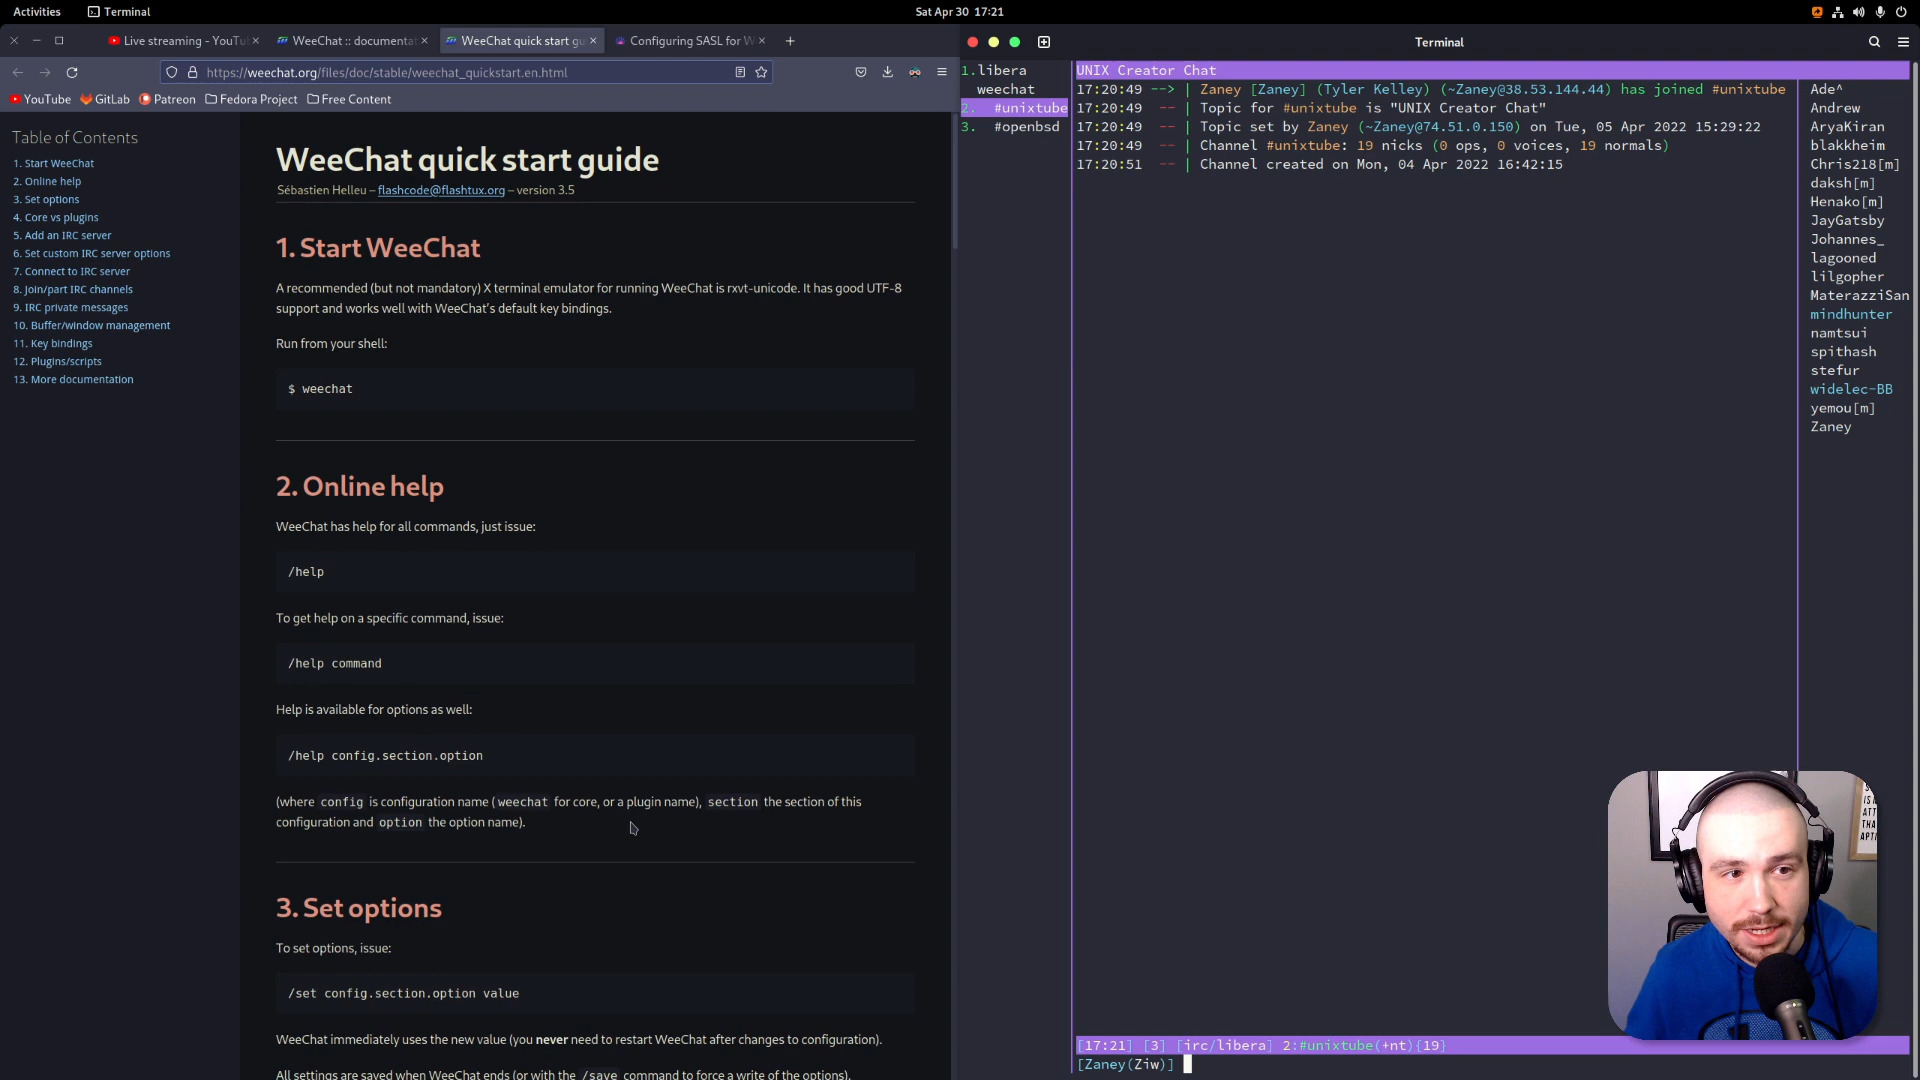 Activities
Terminal
Sat Apr 30 17:21
Live streaming - YouTu
WeeChat :: documentat
WeeChat quick start gu
Configuring SASL for W
https://weechat.org/files/doc/stable/weechat_quickstart.en.html
YouTube
GitLab
Patreon
Fedora Project
Free Content
Table of Contents
1. Start WeeChat
2. Online help
3. Set options
4. Core vs plugins
5. Add an IRC server
6. Set custom IRC server options
7. Connect to IRC server
8. Join/part IRC channels
9. IRC private messages
10. Buffer/window management
11. Key bindings
12. Plugins/scripts
13. More documentation
WeeChat quick start guide
Sébastien Helleu – flashcode@flashtux.org – version 3.5
1. Start WeeChat
A recommended (but not mandatory) X terminal emulator for running WeeChat is rxvt-unicode. It has good UTF-8
support and works well with WeeChat's default key bindings.
Run from your shell:
$ weechat
2. Online help
WeeChat has help for all commands, just issue:
/help
To get help on a specific command, issue:
/help command
Help is available for options as well:
/help config.section.option
(where config is configuration name (weechat for core, or a plugin name), section the section of this
configuration and option the option name).
3. Set options
To set options, issue:
/set config.section.option value
WeeChat immediately uses the new value (you never need to restart WeeChat after changes to configuration).
All settings are saved when WeeChat ends (or with the /save command to force a write of the options).
Terminal
1.libera
weechat
2. #unixtube
3. #openbsd
UNIX Creator Chat
17:20:49 --> | Zaney [Zaney] (Tyler Kelley) (~Zaney@38.53.144.44) has joined #unixtube
17:20:49 -- | Topic for #unixtube is "UNIX Creator Chat"
17:20:49 -- | Topic set by Zaney (~Zaney@74.51.0.150) on Tue, 05 Apr 2022 15:29:22
17:20:49 -- | Channel #unixtube: 19 nicks (0 ops, 0 voices, 19 normals)
17:20:51 -- | Channel created on Mon, 04 Apr 2022 16:42:15
Ade^
Andrew
AryaKiran
blakkheim
Chris218[m]
daksh[m]
Henako[m]
JayGatsby
Johannes_
lagooned
lilgopher
MaterazziSan
mindhunter
namtsui
spithash
stefur
widelec-BB
yemou[m]
Zaney
[17:21] [3] [irc/libera] 2:#unixtube(+nt){19}
[Zaney(Ziw)]